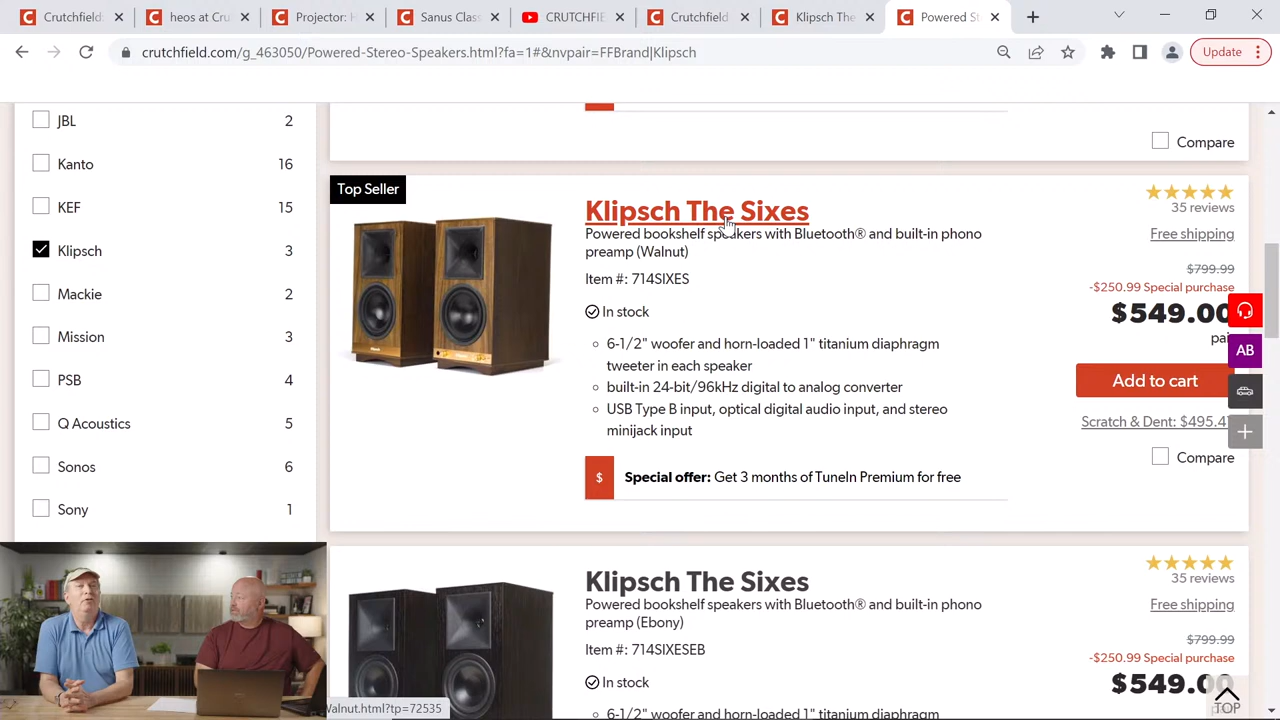 Crutchfield
heos at Cru
Projector: H
Sanus Class
CRUTCHFIE
Crutchfield
Klipsch The
Powered St
crutchfield.com/g_463050/Powered-Stereo-Speakers.html?fa=1#&nvpair=FFBrand|Klipsch
Update
JBL 2
Kanto 16
KEF 15
Klipsch 3
Mackie 2
Mission 3
PSB 4
Q Acoustics 5
Sonos 6
Sony 1
Compare
Top Seller
Klipsch The Sixes
Powered bookshelf speakers with Bluetooth® and built-in phono
preamp (Walnut)
Item #: 714SIXES
In stock
6-1/2" woofer and horn-loaded 1" titanium diaphragm
tweeter in each speaker
built-in 24-bit/96kHz digital to analog converter
USB Type B input, optical digital audio input, and stereo
minijack input
$ Special offer: Get 3 months of TuneIn Premium for free
35 reviews
Free shipping
$799.99
-$250.99 Special purchase
$549.00
pai
Add to cart
Scratch & Dent: $495.4
Compare
AB
Klipsch The Sixes
Powered bookshelf speakers with Bluetooth® and built-in phono
preamp (Ebony)
Item #: 714SIXESEB
In stock
6-1/2" woofer and horn-loaded 1" titanium diaphragm
35 reviews
Free shipping
$799.99
-$250.99 Special purchase
$549.00
TOP
Walnut.html?tp=72535